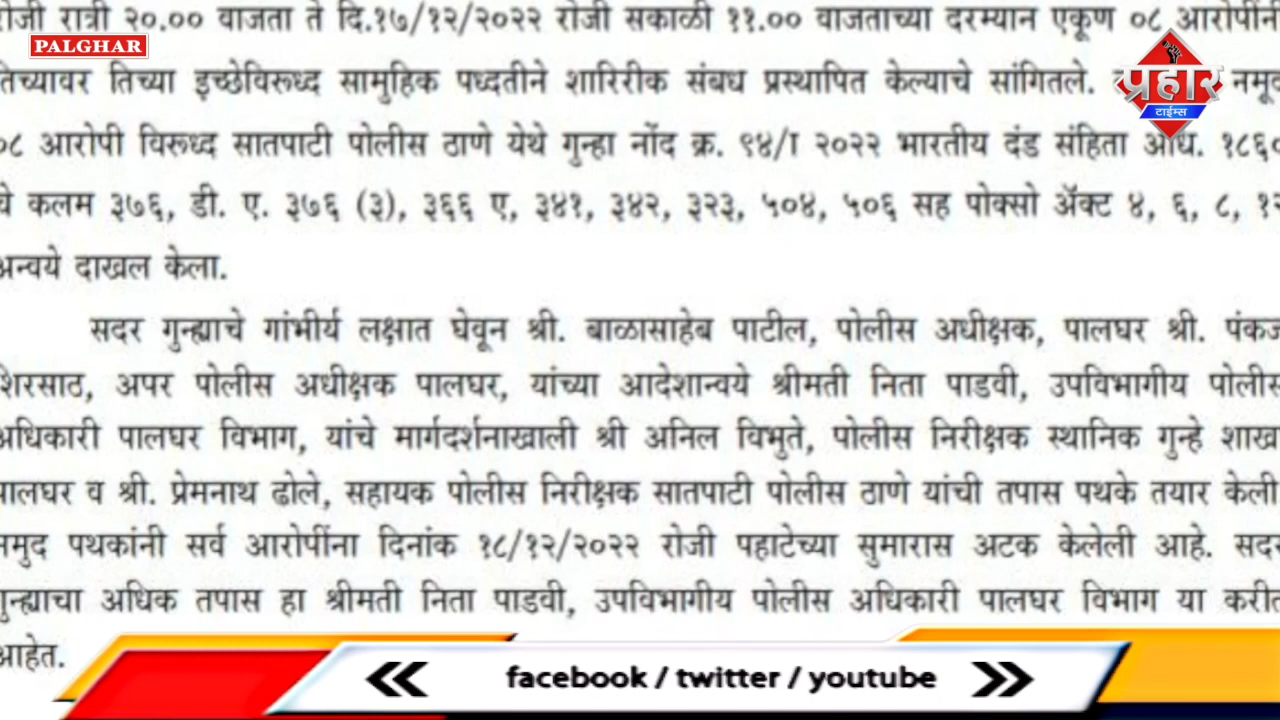 रोजी रात्री २०.०० वाजता ते दि.१७/१२/२०२२ रोजी सकाळी ११.०० वाजताच्या दरम्यान एकूण ०८ आरोपींनी
PALGHAR
तिच्यावर तिच्या इच्छेविरूध्द सामुहिक पध्दतीने शारिरीक संबध प्रस्थापित केल्याचे सांगितले. नमूद
प्रहार
टाईम्स
०८ आरोपी विरूध्द सातपाटी पोलीस ठाणे येथे गुन्हा नोंद क्र. ९४/I २०२२ भारतीय दंड संहिता अधि. १८६०
चे कलम ३७६, डी. ए. ३७६ (३), ३६६ ए, ३४१, ३४२, ३२३, ५०४, ५०६ सह पोक्सो ॲक्ट ४, ६, ८, १२
अन्वये दाखल केला.
सदर गुन्ह्याचे गांभीर्य लक्षात घेवून श्री. बाळासाहेब पाटील, पोलीस अधीक्षक, पालघर श्री. पंकज
शिरसाठ, अपर पोलीस अधीक्षक पालघर, यांच्या आदेशान्वये श्रीमती निता पाडवी, उपविभागीय पोलीस
अधिकारी पालघर विभाग, यांचे मार्गदर्शनाखाली श्री अनिल विभुते, पोलीस निरीक्षक स्थानिक गुन्हे शाखा
पालघर व श्री. प्रेमनाथ ढोले, सहायक पोलीस निरीक्षक सातपाटी पोलीस ठाणे यांची तपास पथके तयार केली
नमुद पथकांनी सर्व आरोपींना दिनांक १८/१२/२०२२ रोजी पहाटेच्या सुमारास अटक केलेली आहे. सदर
गुन्ह्याचा अधिक तपास हा श्रीमती निता पाडवी, उपविभागीय पोलीस अधिकारी पालघर विभाग या करीत
आहेत.
facebook / twitter / youtube